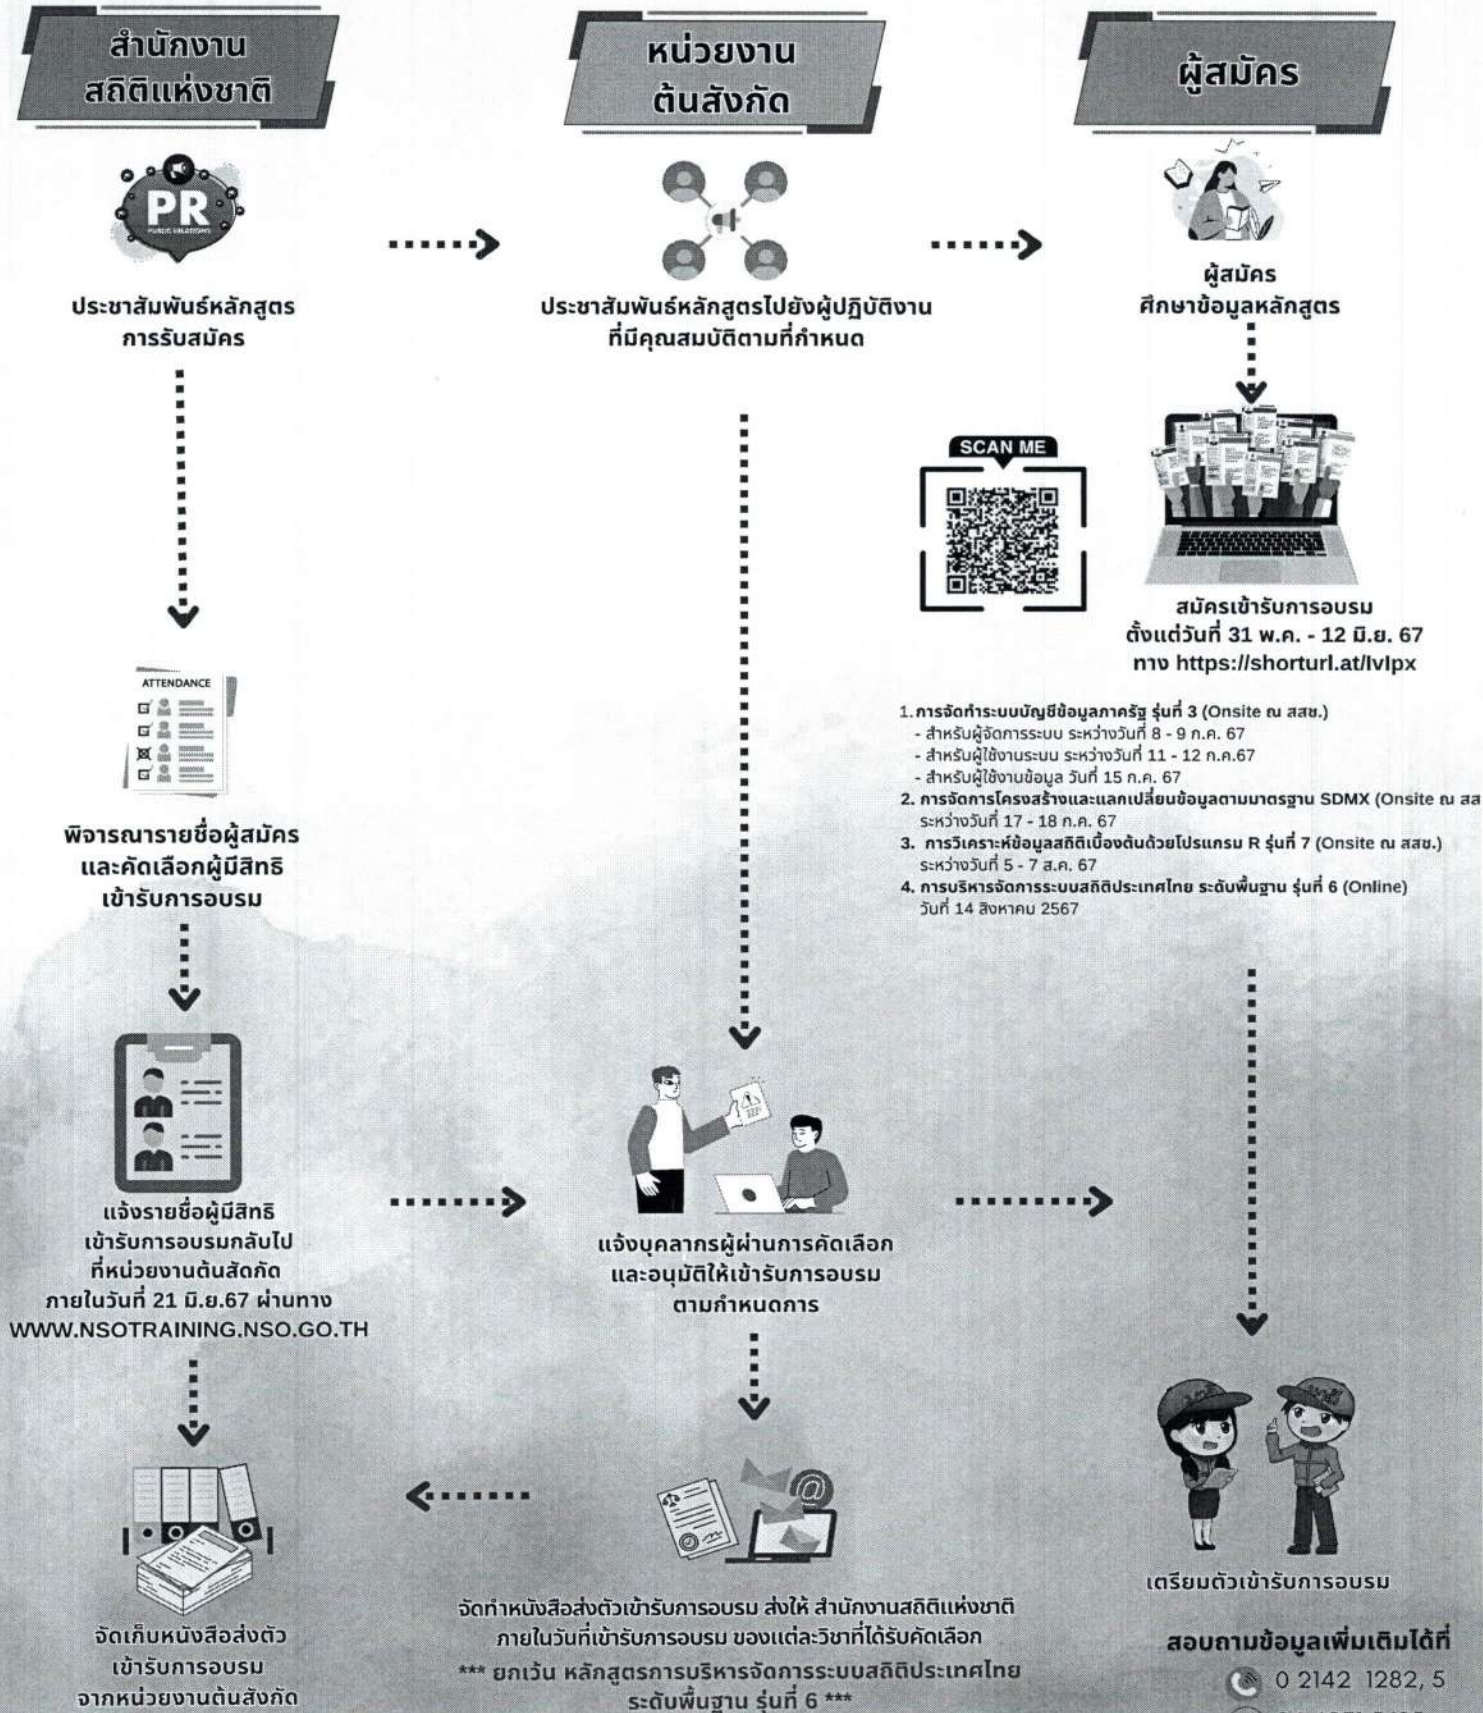 สำนักงาน
สถิติแห่งชาติ
หน่วยงาน
ต้นสังกัด
ผู้สมัคร
PR
PUBLIC RELATIONS
ประชาสัมพันธ์หลักสูตร
การรับสมัคร
ประชาสัมพันธ์หลักสูตรไปยังผู้ปฏิบัติงาน
ที่มีคุณสมบัติตามที่กำหนด
ผู้สมัคร
ศึกษาข้อมูลหลักสูตร
SCAN ME
สมัครเข้ารับการอบรม
ตั้งแต่วันที่ 31 พ.ค. - 12 มิ.ย. 67
ทาง https://shorturl.at/IvIpx
1. การจัดทำระบบบัญชีข้อมูลภาครัฐ รุ่นที่ 3 (Onsite ณ สสช.)
- สำหรับผู้จัดการระบบ ระหว่างวันที่ 8 - 9 ก.ค. 67
- สำหรับผู้ใช้งานระบบ ระหว่างวันที่ 11 - 12 ก.ค.67
- สำหรับผู้ใช้งานข้อมูล วันที่ 15 ก.ค. 67
2. การจัดการโครงสร้างและแลกเปลี่ยนข้อมูลตามมาตรฐาน SDMX (Onsite ณ สส
ระหว่างวันที่ 17 - 18 ก.ค. 67
3. การวิเคราะห์ข้อมูลสถิติเบื้องต้นด้วยโปรแกรม R รุ่นที่ 7 (Onsite ณ สสช.)
ระหว่างวันที่ 5 - 7 ส.ค. 67
4. การบริหารจัดการระบบสถิติประเทศไทย ระดับพื้นฐาน รุ่นที่ 6 (Online)
วันที่ 14 สิงหาคม 2567
ATTENDANCE
พิจารณารายชื่อผู้สมัคร
และคัดเลือกผู้มีสิทธิ
เข้ารับการอบรม
แจ้งรายชื่อผู้มีสิทธิ
เข้ารับการอบรมกลับไป
ที่หน่วยงานต้นสัดกัด
ภายในวันที่ 21 มิ.ย.67 ผ่านทาง
WWW.NSOTRAINING.NSO.GO.TH
แจ้งบุคลากรผู้ผ่านการคัดเลือก
และอนุมัติให้เข้ารับการอบรม
ตามกำหนดการ
จัดเก็บหนังสือส่งตัว
เข้ารับการอบรม
จากหน่วยงานต้นสังกัด
จัดทำหนังสือส่งตัวเข้ารับการอบรม ส่งให้ สำนักงานสถิติแห่งชาติ
ภายในวันที่เข้ารับการอบรม ของแต่ละวิชาที่ได้รับคัดเลือก
*** ยกเว้น หลักสูตรการบริหารจัดการระบบสถิติประเทศไทย
ระดับพื้นฐาน รุ่นที่ 6 ***
เตรียมตัวเข้ารับการอบรม
สอบถามข้อมูลเพิ่มเติมได้ที่
0 2142 1282, 5